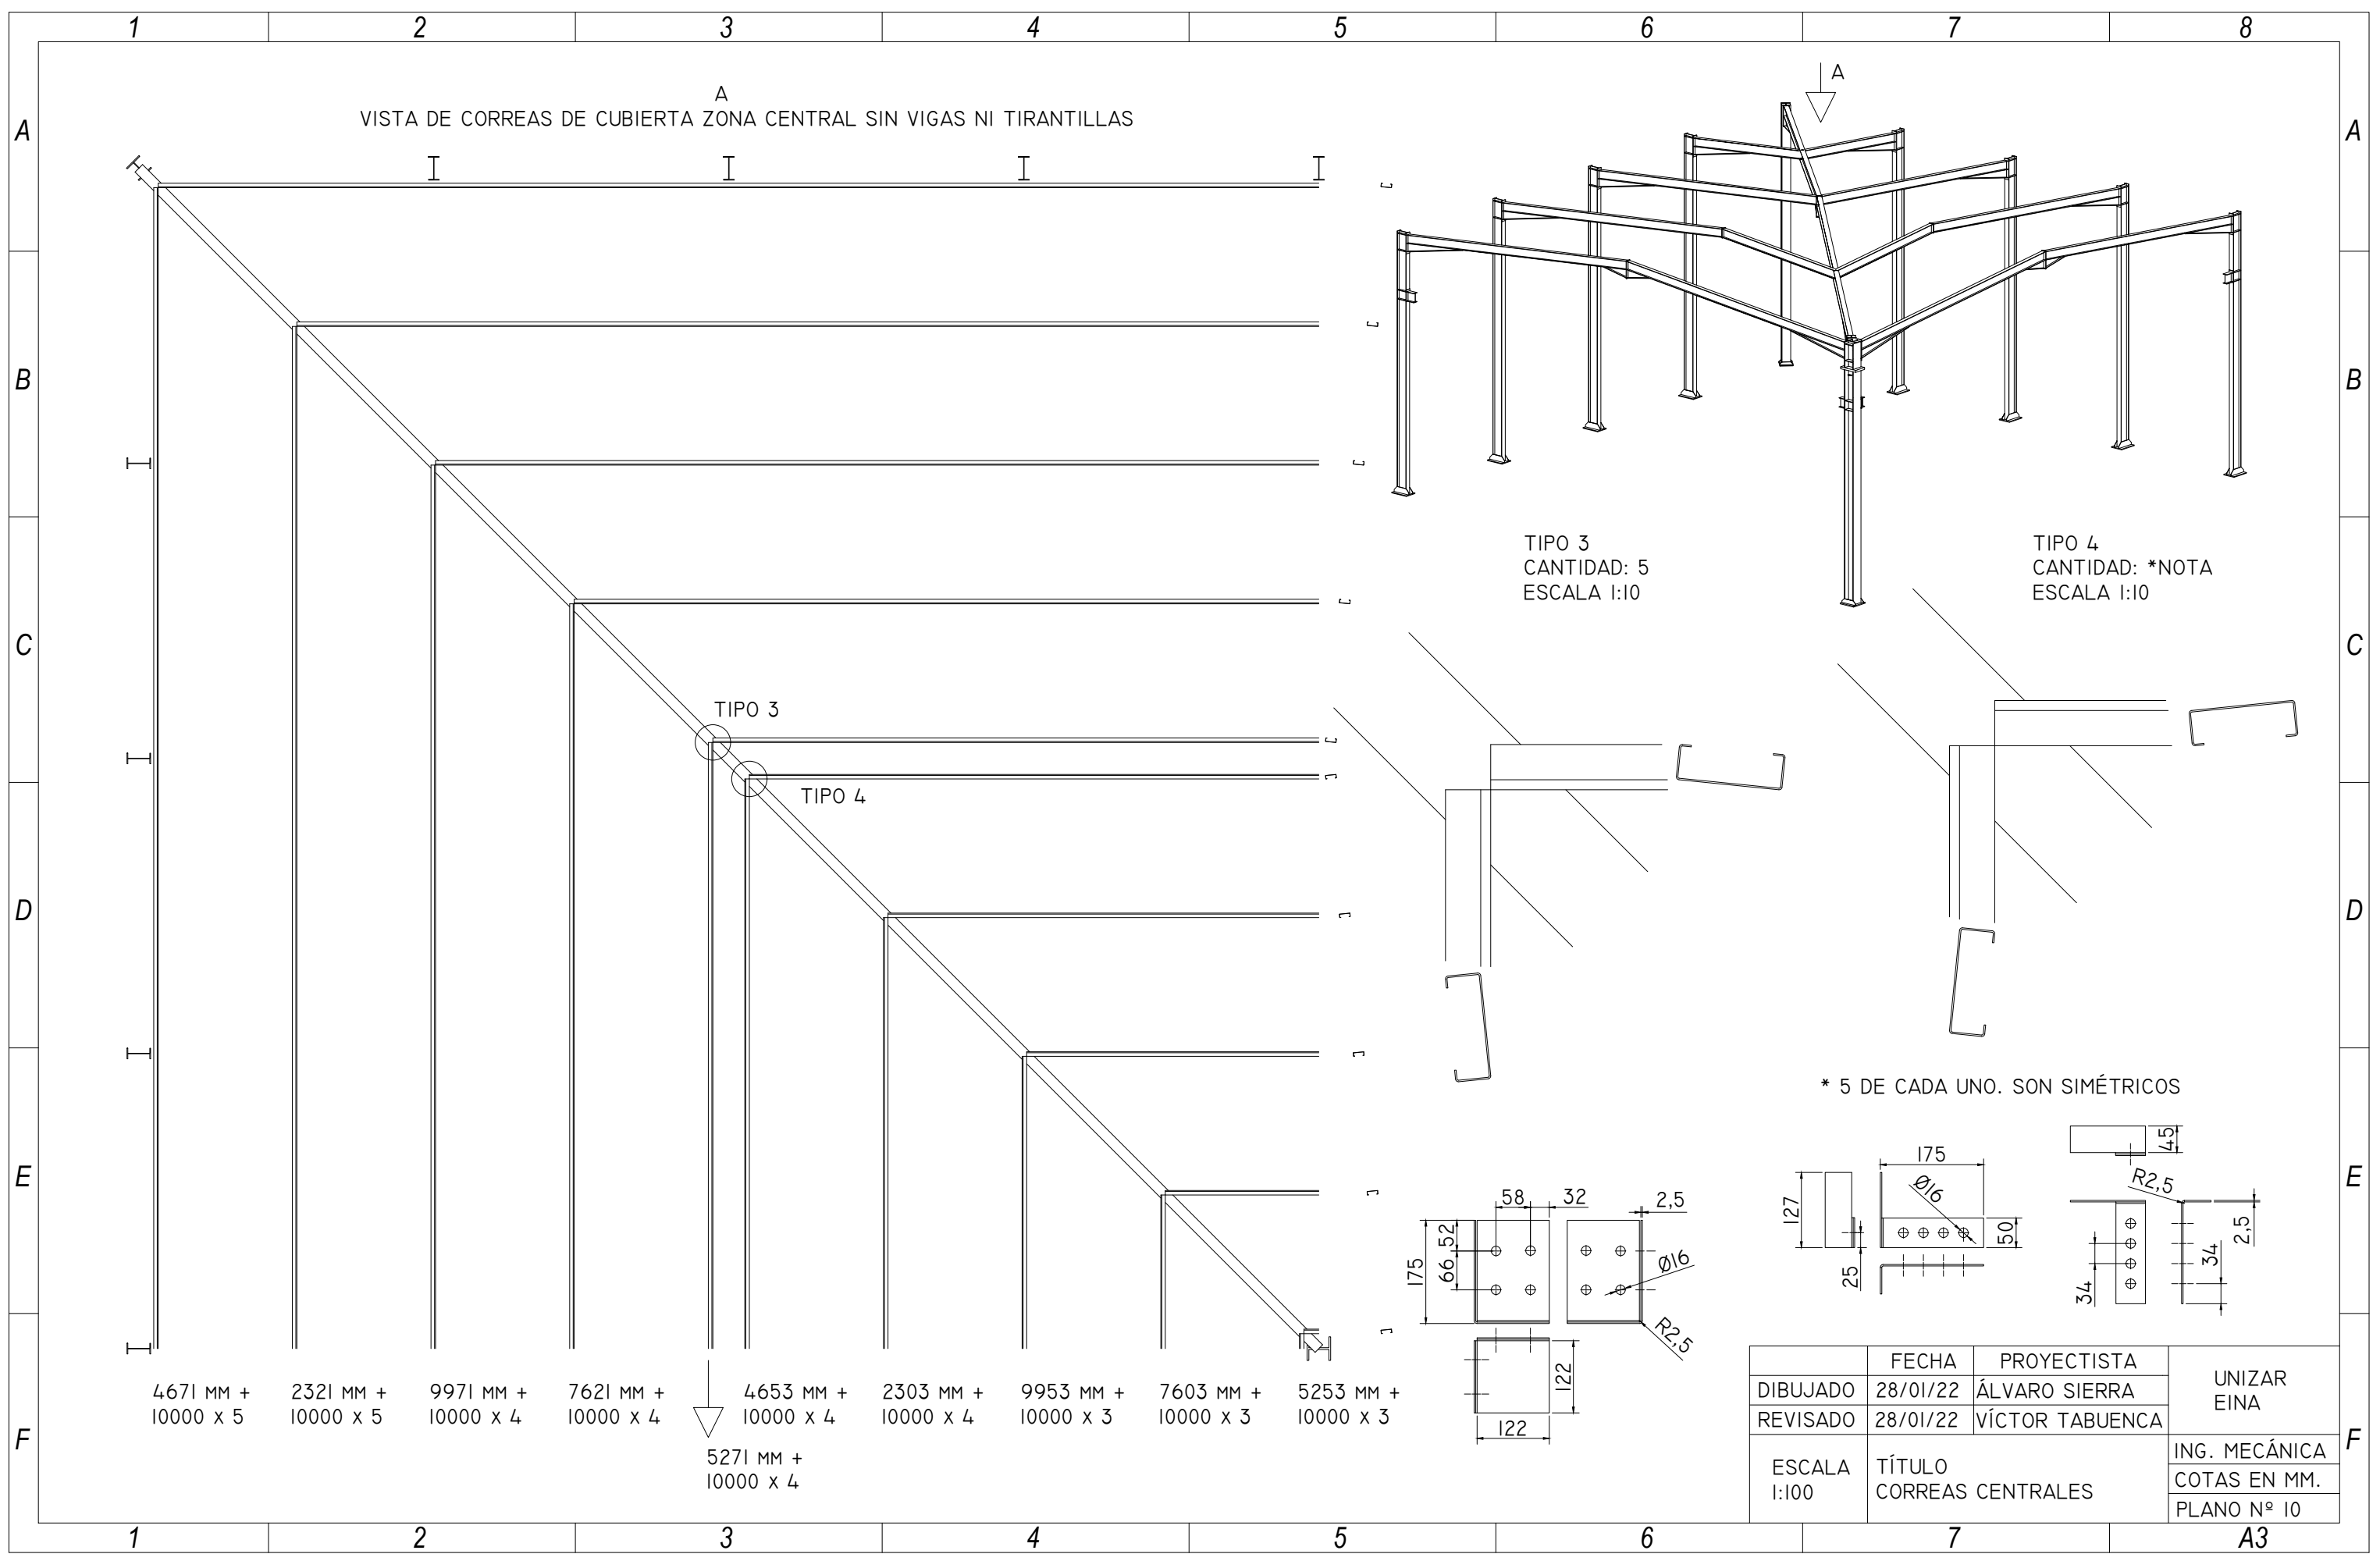 1 2 3 4 5 6 7 8
A
VISTA DE CORREAS DE CUBIERTA ZONA CENTRAL SIN VIGAS NI TIRANTILLAS
A
A A
B B
TIPO 3
CANTIDAD: 5
ESCALA 1:10
TIPO 4
CANTIDAD: *NOTA
ESCALA 1:10
C C
TIPO 3
TIPO 4
D D
* 5 DE CADA UNO. SON SIMÉTRICOS
E E
58
32
2,5
52
66
175
Ø16
R2,5
122
122
175
127
Ø16
50
25
45
R2,5
2,5
34
34
4671 MM +
10000 X 5
2321 MM +
10000 X 5
9971 MM +
10000 X 4
7621 MM +
10000 X 4
5271 MM +
10000 X 4
4653 MM +
10000 X 4
2303 MM +
10000 X 4
9953 MM +
10000 X 3
7603 MM +
10000 X 3
5253 MM +
10000 X 3
F F
FECHA PROYECTISTA
DIBUJADO 28/01/22 ÁLVARO SIERRA
REVISADO 28/01/22 VÍCTOR TABUENCA
UNIZAR
EINA
ESCALA
1:100
TÍTULO
CORREAS CENTRALES
ING. MECÁNICA
COTAS EN MM.
PLANO Nº 10
1 2 3 4 5 6 7 A3